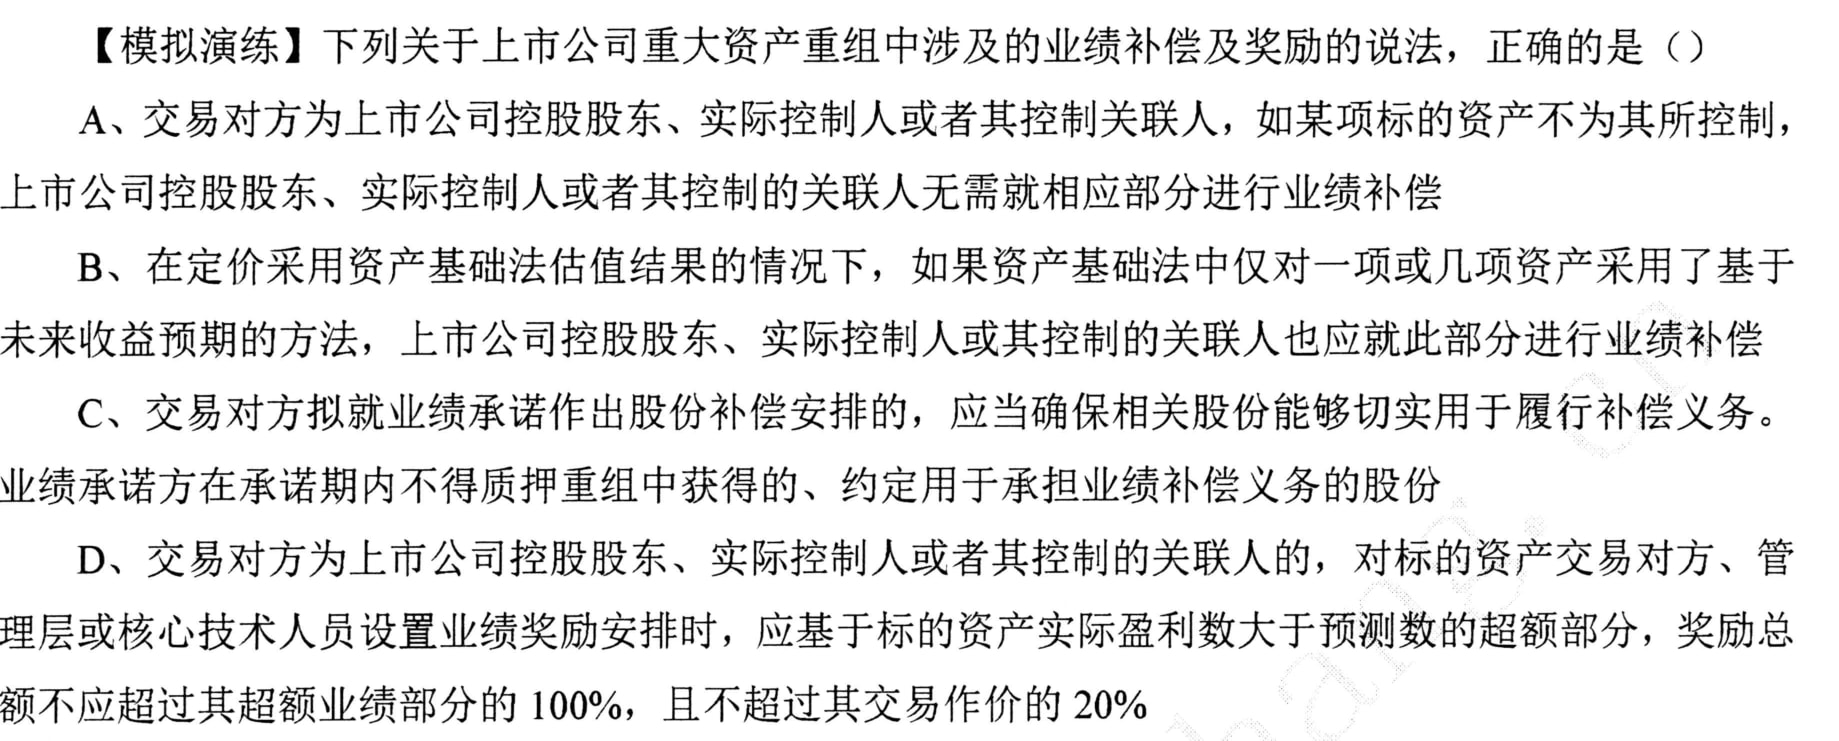 【模拟演练】下列关于上市公司重大资产重组中涉及的业绩补偿及奖励的说法，正确的是（）
A、交易对方为上市公司控股股东、实际控制人或者其控制关联人，如某项标的资产不为其所控制，
上市公司控股股东、实际控制人或者其控制的关联人无需就相应部分进行业绩补偿
B、在定价采用资产基础法估值结果的情况下，如果资产基础法中仅对一项或几项资产采用了基于
未来收益预期的方法，上市公司控股股东、实际控制人或其控制的关联人也应就此部分进行业绩补偿
C、交易对方拟就业绩承诺作出股份补偿安排的，应当确保相关股份能够切实用于履行补偿义务。
业绩承诺方在承诺期内不得质押重组中获得的、约定用于承担业绩补偿义务的股份
D、交易对方为上市公司控股股东、实际控制人或者其控制的关联人的，对标的资产交易对方、管
理层或核心技术人员设置业绩奖励安排时，应基于标的资产实际盈利数大于预测数的超额部分，奖励总
额不应超过其超额业绩部分的 100%，且不超过其交易作价的 20%